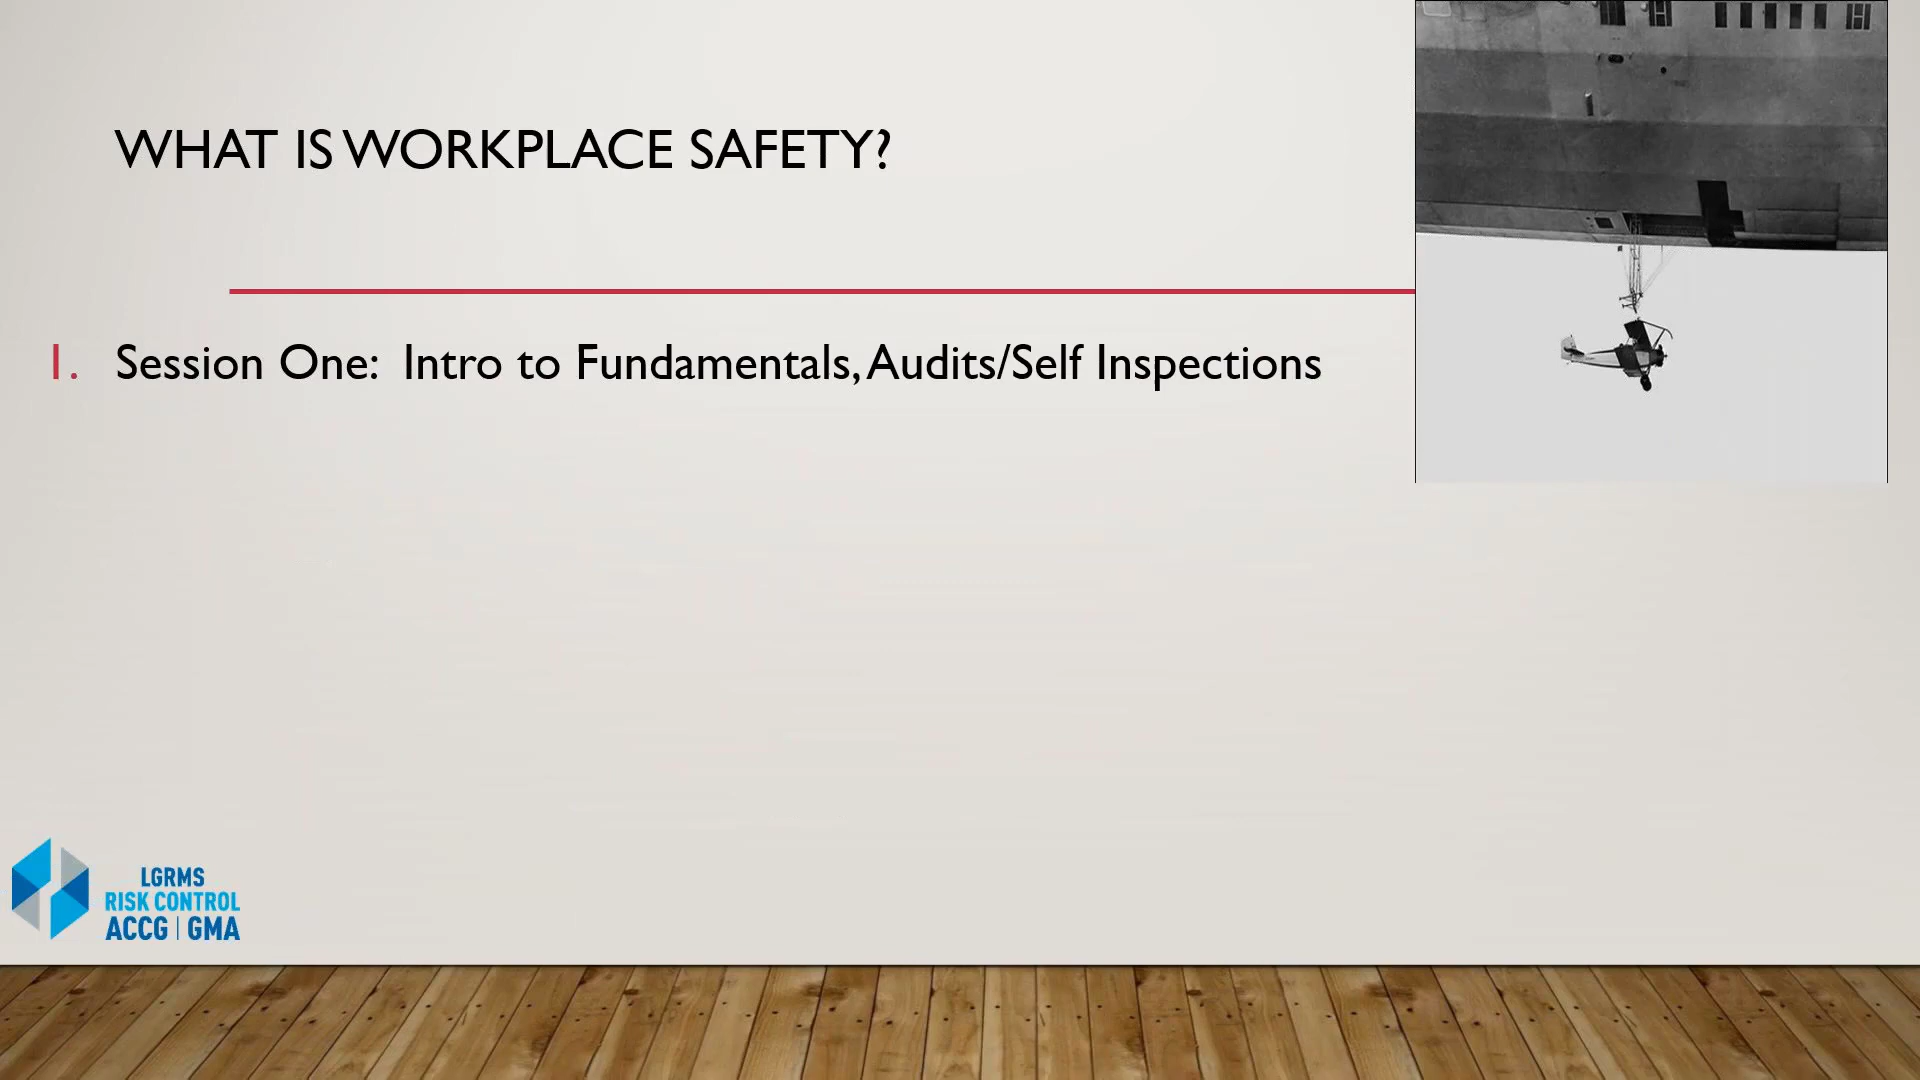 WHAT IS WORKPLACE SAFETY?
1. Session One: Intro to Fundamentals, Audits/Self Inspections
LGRMS
RISK CONTROL
ACCG | GMA